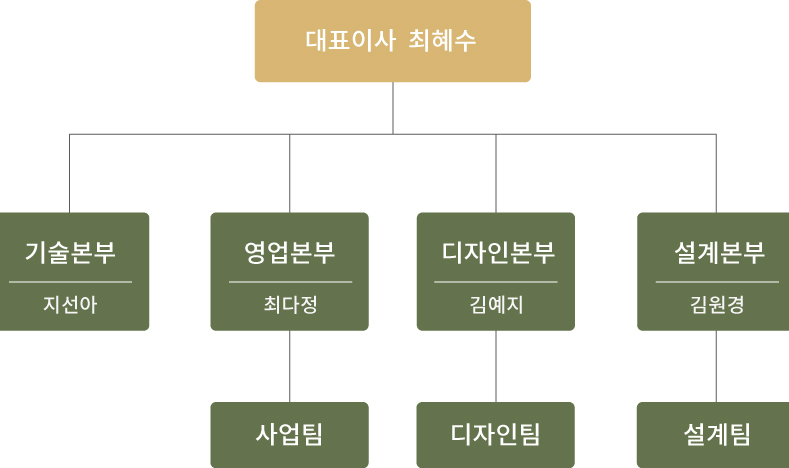 대표이사 최혜수
기술본부
지선아
영업본부
최다정
디자인본부
김예지
설계본부
김원경
사업팀
디자인팀
설계팀